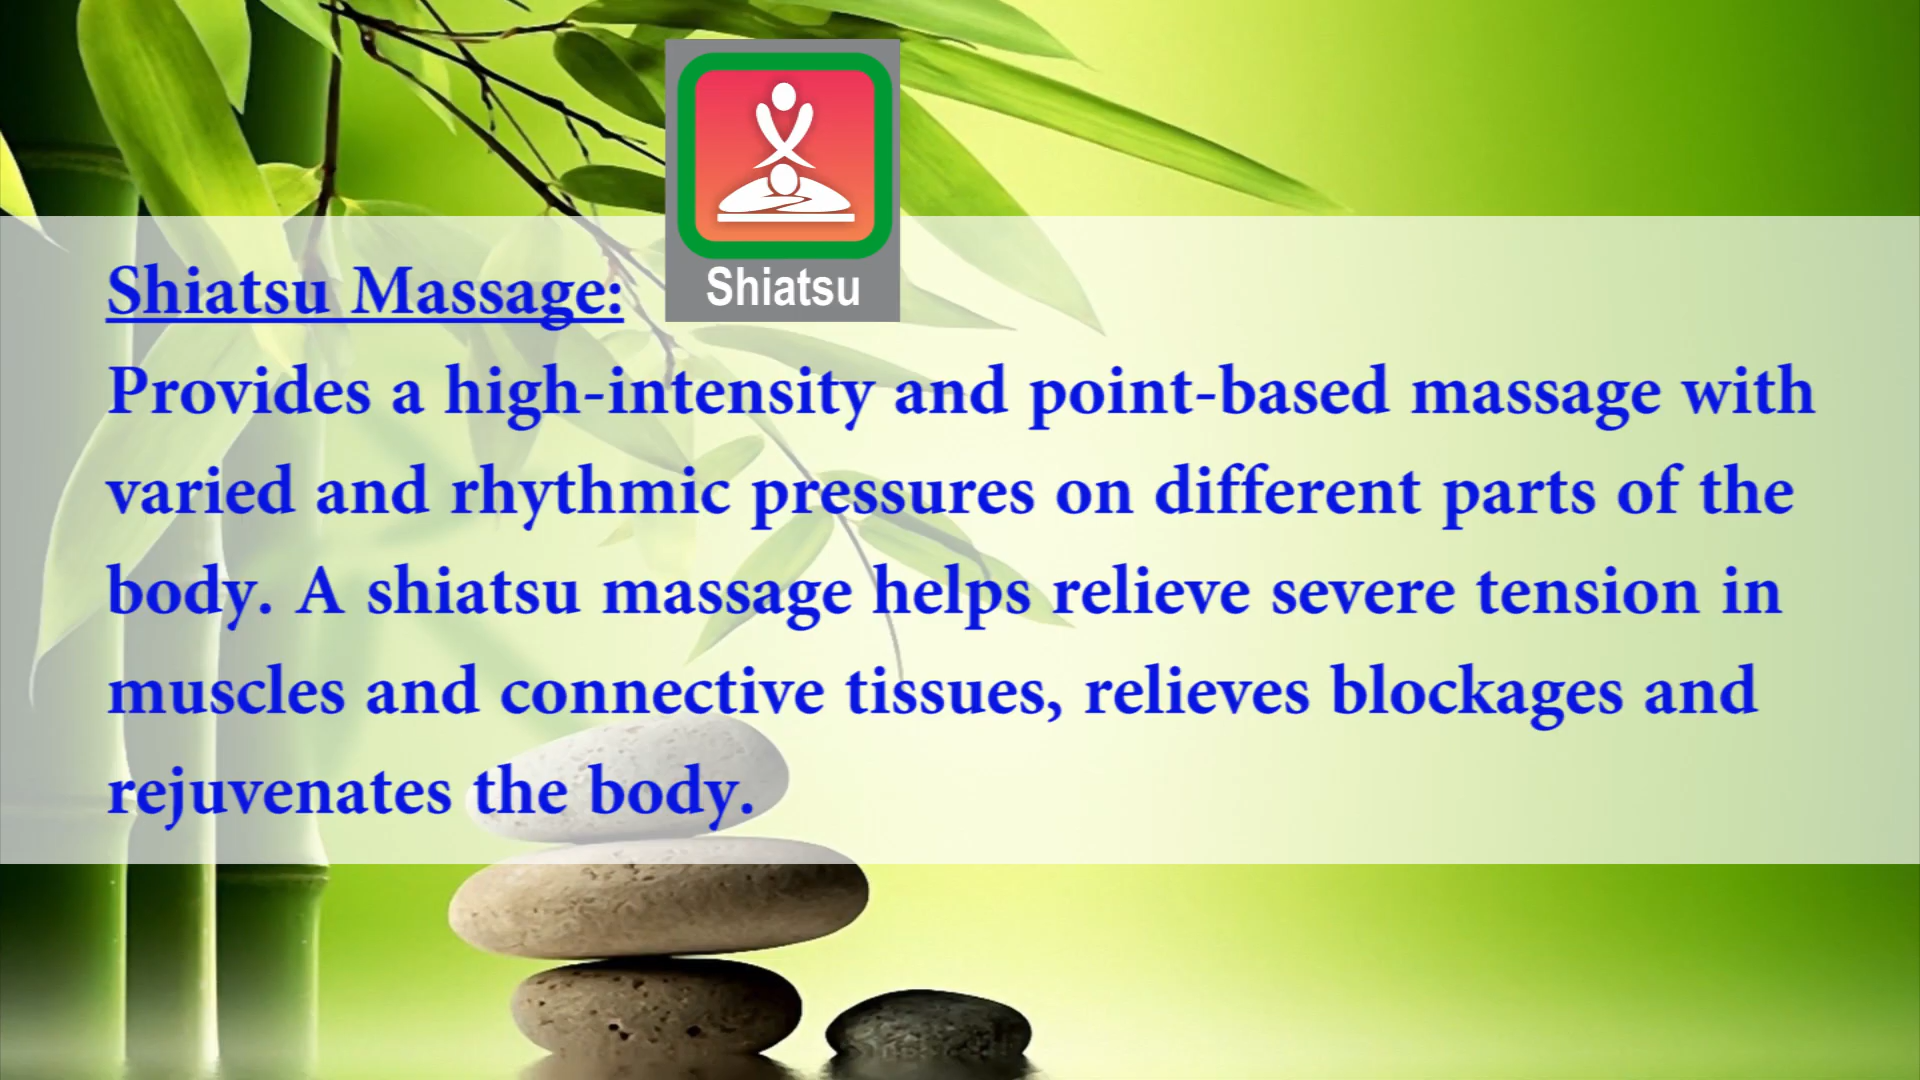 Shiatsu
Shiatsu Massage:
Provides a high-intensity and point-based massage with
varied and rhythmic pressures on different parts of the
body. A shiatsu massage helps relieve severe tension in
muscles and connective tissues, relieves blockages and
rejuvenates the body.